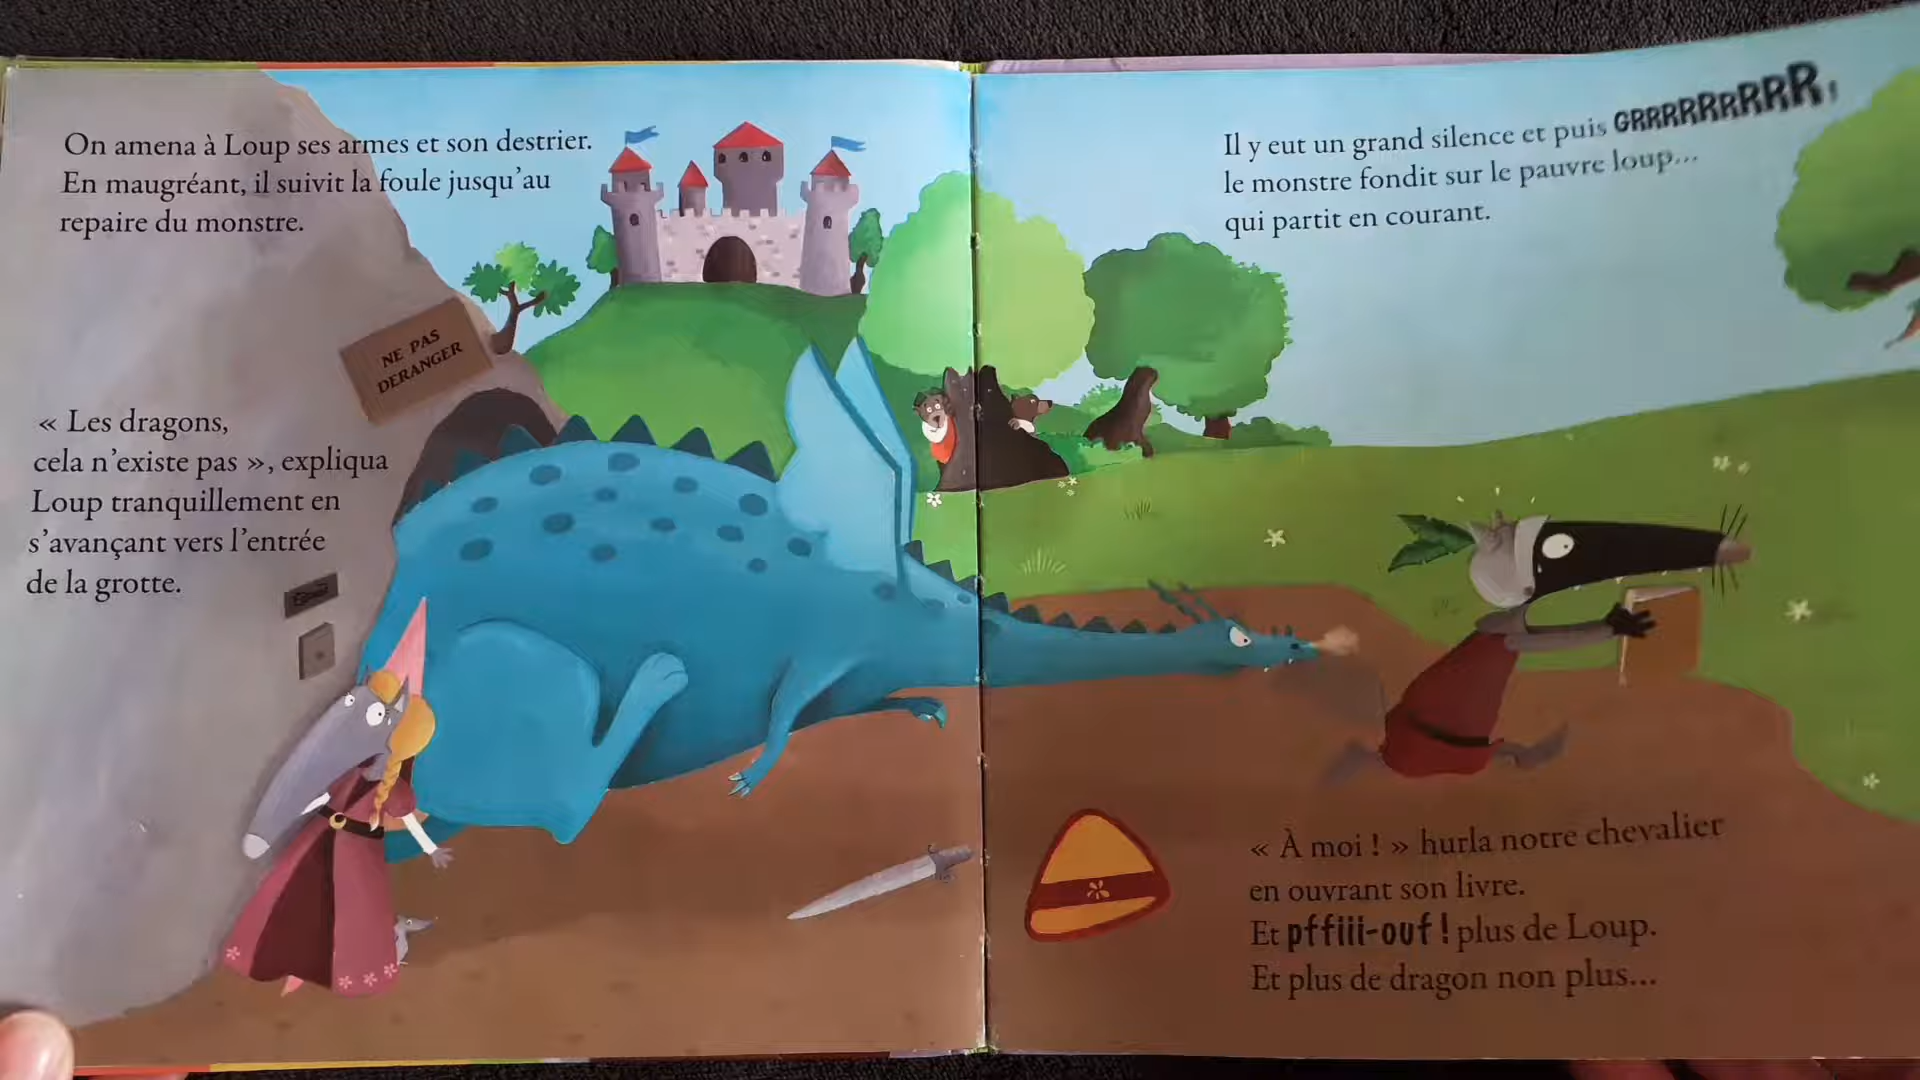 On amena à Loup ses armes et son destrier.
En maugréant, il suivit la foule jusqu'au
repaire du monstre.
NE PAS
DERANGER
« Les dragons,
cela n'existe pas », expliqua
Loup tranquillement en
s'avançant vers l'entrée
de la grotte.
Il y eut un grand silence et puis GRRRRRRRRR !
le monstre fondit sur le pauvre loup...
qui partit en courant.
« À moi ! » hurla notre chevalier
en ouvrant son livre.
Et pffiii-ouf ! plus de Loup.
Et plus de dragon non plus...